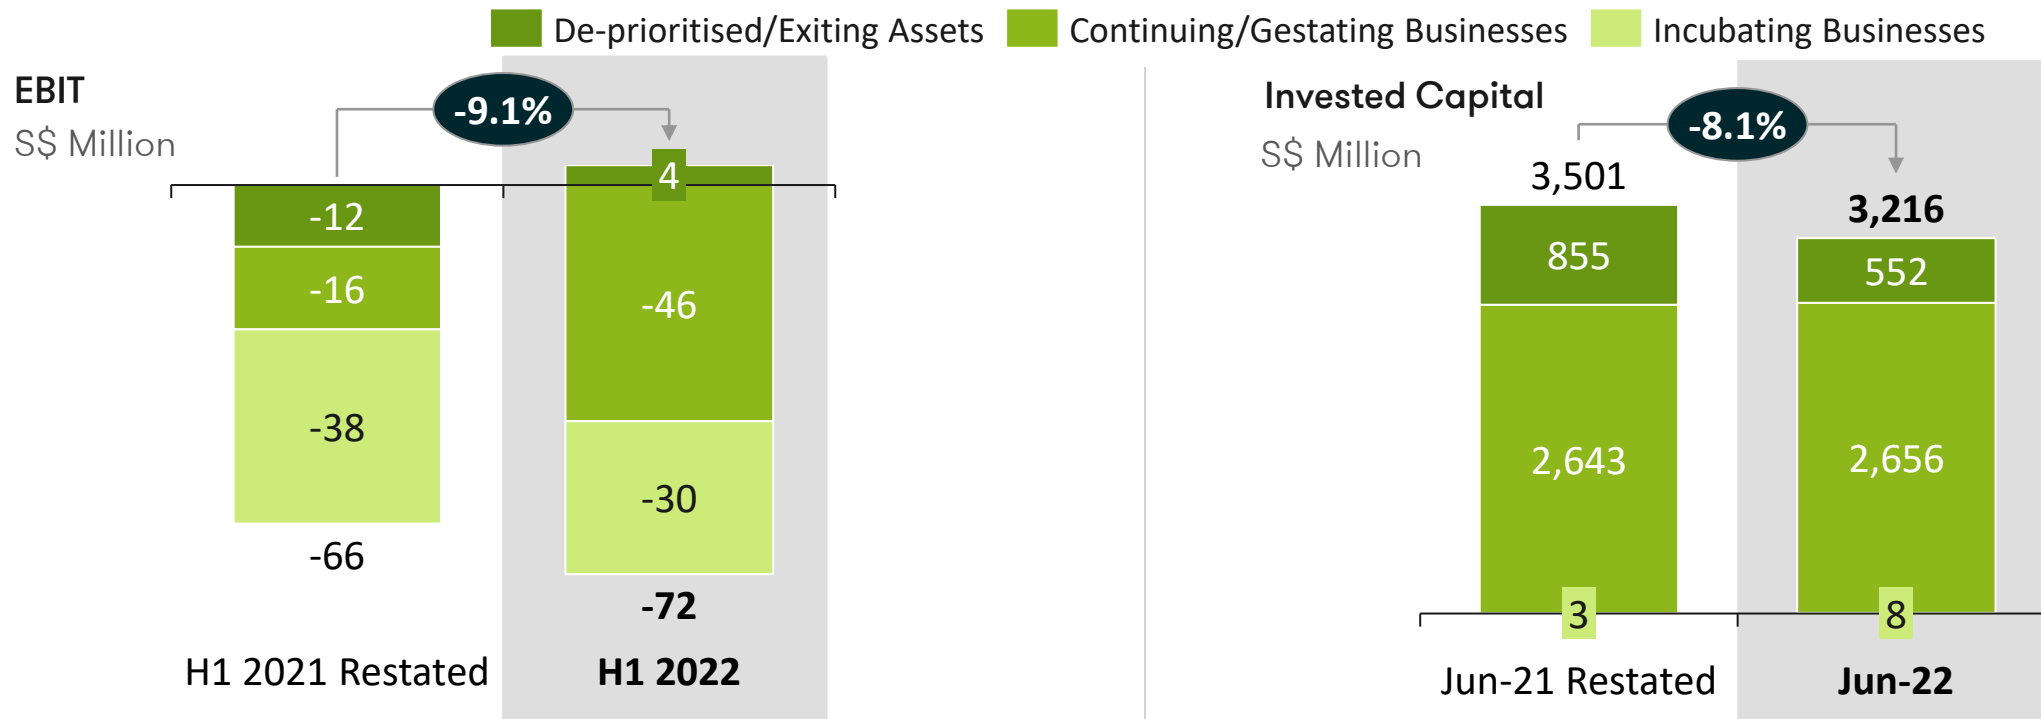 De-prioritised/Exiting Assets Continuing/Gestating Businesses Incubating Businesses
EBIT
S$ Million
-9.1%
4
-12
-16
-46
-38
-30
-66
-72
H1 2021 Restated H1 2022
Invested Capital
S$ Million
-8.1%
3,501
3,216
855
552
2,643
2,656
3
8
Jun-21 Restated Jun-22